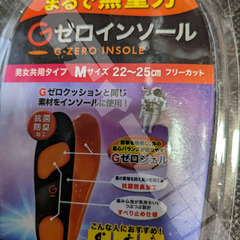 まるで無重力
Gゼロインソール
G-ZERO INSOLE
男女共用タイプ Mサイズ 22〜25cm フリーカット
Gゼロクッションと同じ
素材をインソールに使用!
抗菌
防臭
加工
Gゼロジェル
抗菌防臭加工
すべり止め仕様
こんな人におすすめ!